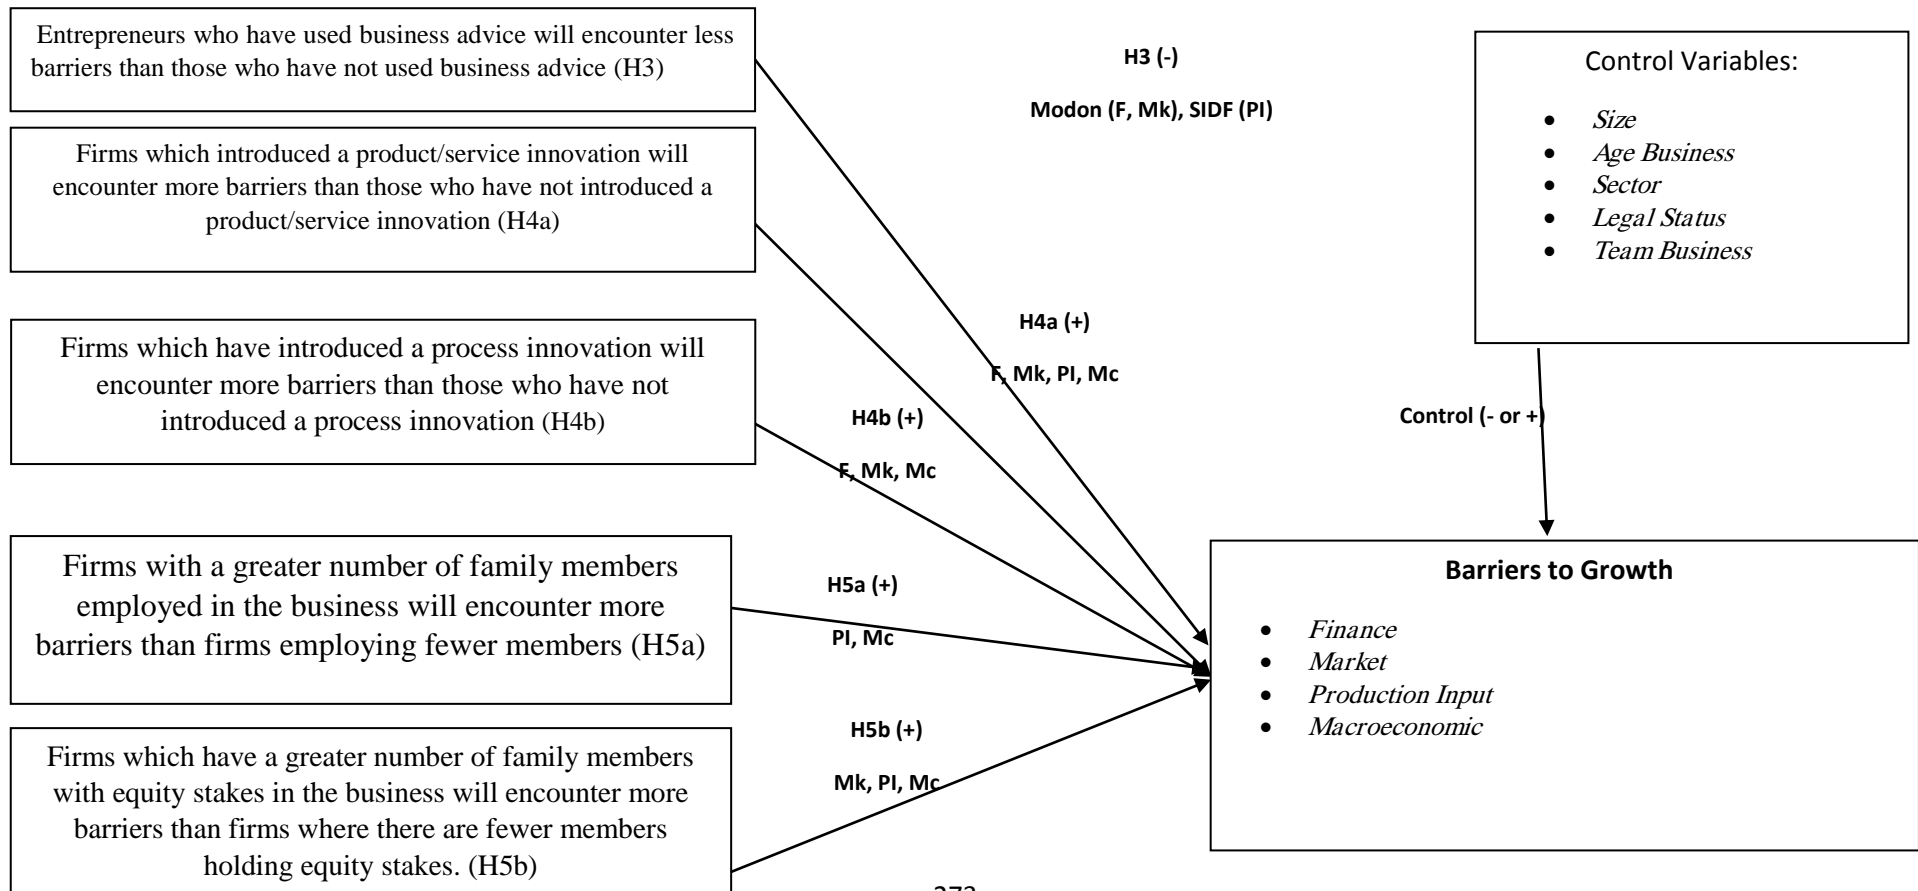 Entrepreneurs who have used business advice will encounter less
barriers than those who have not used business advice (H3)
Firms which introduced a product/service innovation will
encounter more barriers than those who have not introduced a
product/service innovation (H4a)
Firms which have introduced a process innovation will
encounter more barriers than those who have not
introduced a process innovation (H4b)
Firms with a greater number of family members
employed in the business will encounter more
barriers than firms employing fewer members (H5a)
Firms which have a greater number of family members
with equity stakes in the business will encounter more
barriers than firms where there are fewer members
holding equity stakes. (H5b)
H3 (-)
Modon (F, Mk), SIDF (PI)
H4a (+)
F, Mk, PI, Mc
H4b (+)
F, Mk, Mc
H5a (+)
PI, Mc
H5b (+)
Mk, PI, Mc
Control Variables:
• Size
• Age Business
• Sector
• Legal Status
• Team Business
Control (- or +)
Barriers to Growth
• Finance
• Market
• Production Input
• Macroeconomic